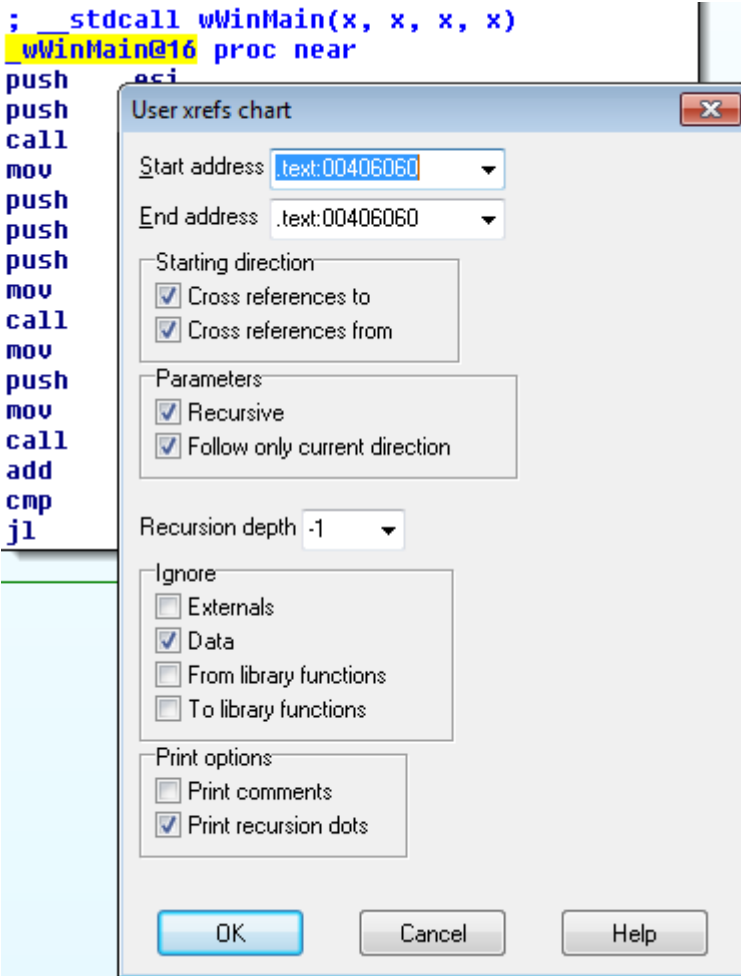 ; __stdcall wWinMain(x, x, x, x)
_wWinMain@16 proc near
push esi
push
call
mov
push
push
push
mov
call
mov
push
mov
call
add
cmp
jl
User xrefs chart
Start address .text:00406060
End address .text:00406060
Starting direction
Cross references to
Cross references from
Parameters
Recursive
Follow only current direction
Recursion depth -1
Ignore
Externals
Data
From library functions
To library functions
Print options
Print comments
Print recursion dots
OK Cancel Help